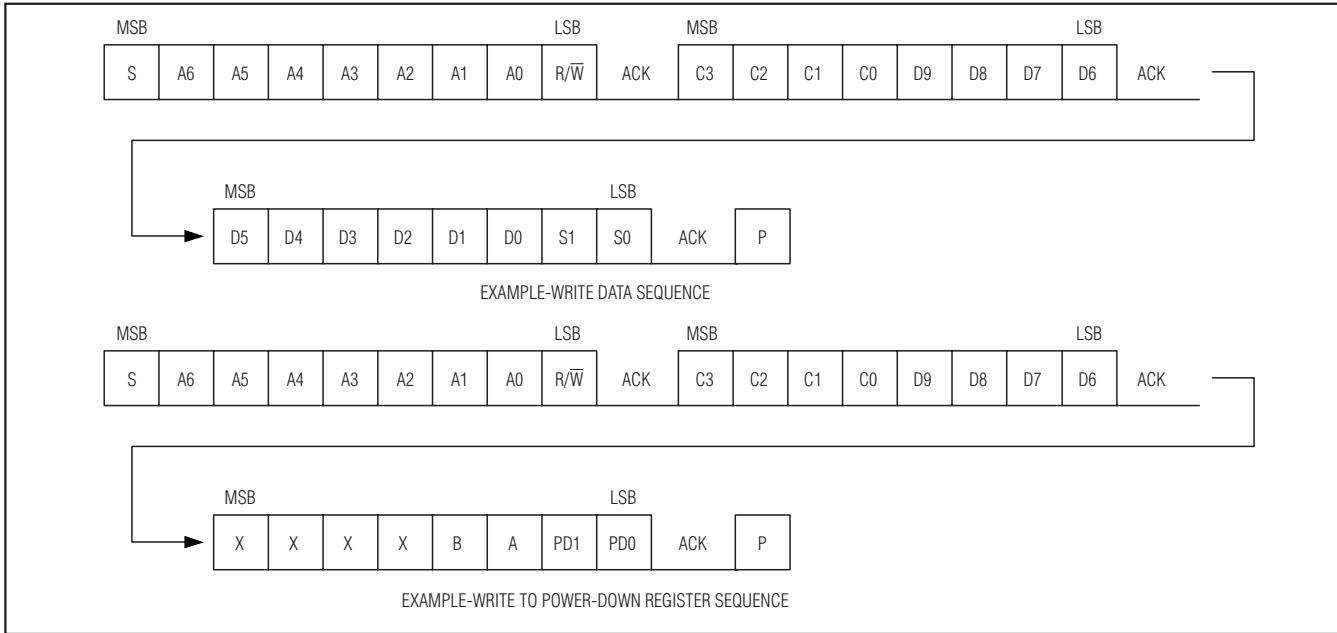 MSB LSB MSB LSB
S A6 A5 A4 A3 A2 A1 A0 R/W̅ ACK C3 C2 C1 C0 D9 D8 D7 D6 ACK
MSB LSB
D5 D4 D3 D2 D1 D0 S1 S0 ACK P
EXAMPLE-WRITE DATA SEQUENCE
MSB LSB MSB LSB
S A6 A5 A4 A3 A2 A1 A0 R/W̅ ACK C3 C2 C1 C0 D9 D8 D7 D6 ACK
MSB LSB
X X X X B A PD1 PD0 ACK P
EXAMPLE-WRITE TO POWER-DOWN REGISTER SEQUENCE